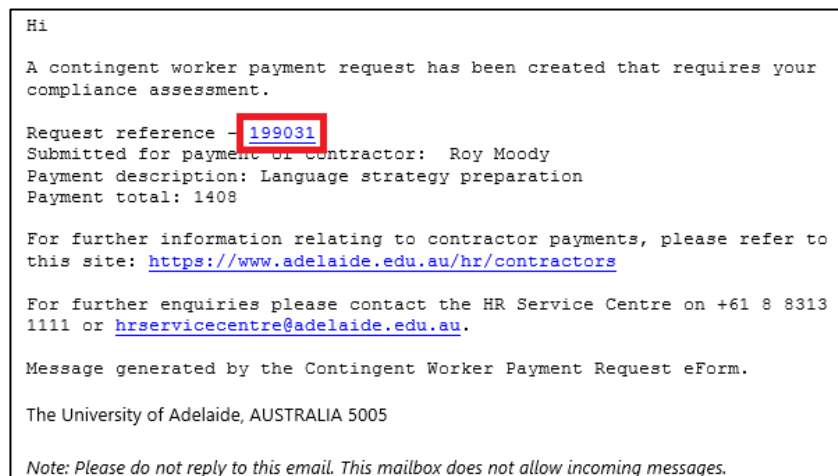 Hi
A contingent worker payment request has been created that requires your
compliance assessment.
Request reference - 199031
Submitted for payment of contractor: Roy Moody
Payment description: Language strategy preparation
Payment total: 1408
For further information relating to contractor payments, please refer to
this site: https://www.adelaide.edu.au/hr/contractors
For further enquiries please contact the HR Service Centre on +61 8 8313
1111 or hrservicecentre@adelaide.edu.au.
Message generated by the Contingent Worker Payment Request eForm.
The University of Adelaide, AUSTRALIA 5005
Note: Please do not reply to this email. This mailbox does not allow incoming messages.